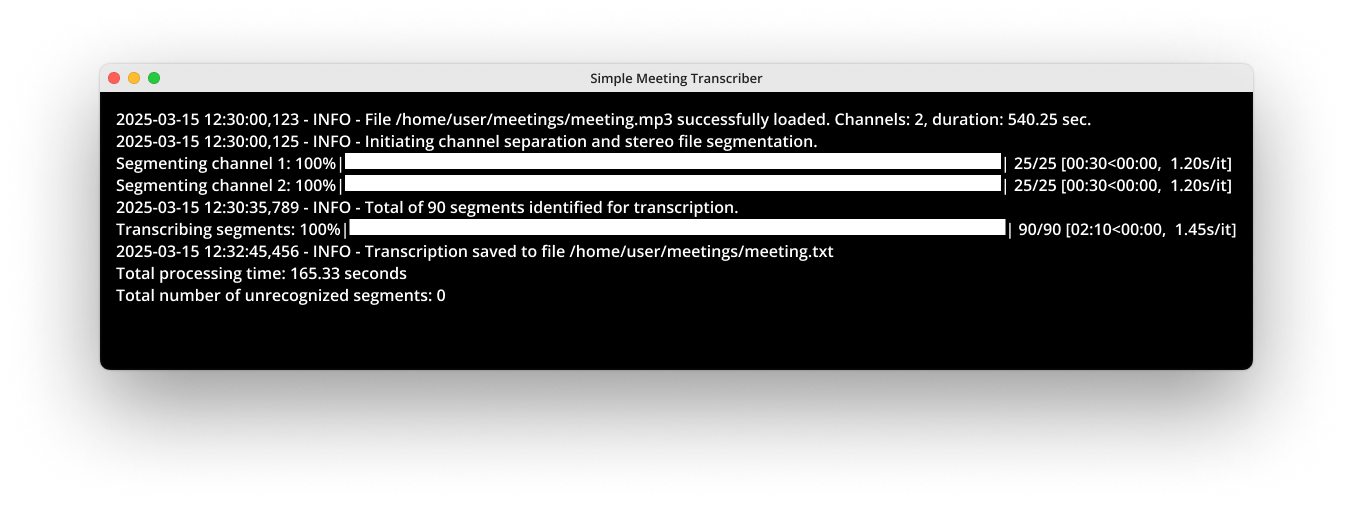 Simple Meeting Transcriber
2025-03-15 12:30:00,123 - INFO - File /home/user/meetings/meeting.mp3 successfully loaded. Channels: 2, duration: 540.25 sec.
2025-03-15 12:30:00,125 - INFO - Initiating channel separation and stereo file segmentation.
Segmenting channel 1: 100%|██████████| 25/25 [00:30<00:00,  1.20s/it]
Segmenting channel 2: 100%|██████████| 25/25 [00:30<00:00,  1.20s/it]
2025-03-15 12:30:35,789 - INFO - Total of 90 segments identified for transcription.
Transcribing segments: 100%|██████████| 90/90 [02:10<00:00,  1.45s/it]
2025-03-15 12:32:45,456 - INFO - Transcription saved to file /home/user/meetings/meeting.txt
Total processing time: 165.33 seconds
Total number of unrecognized segments: 0